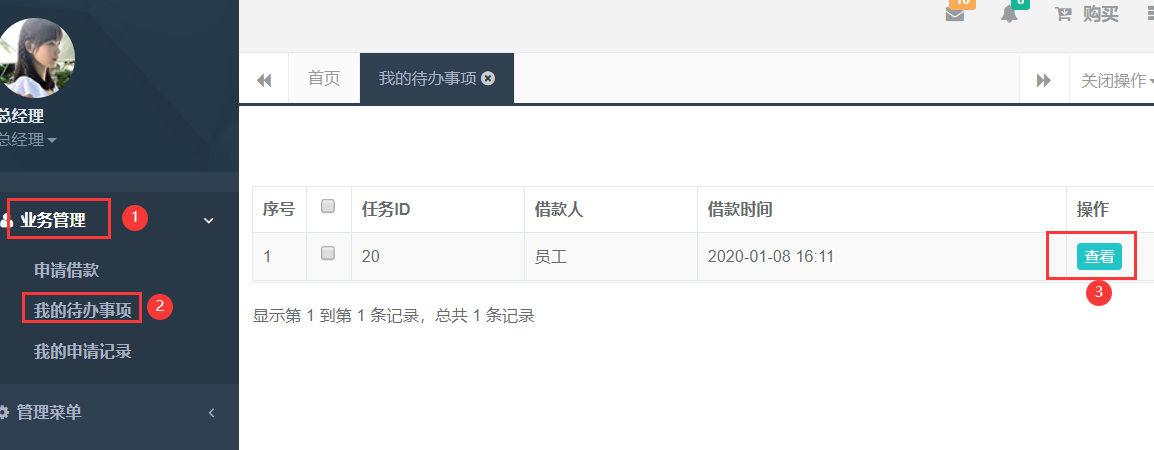 购买
首页
我的待办事项
关闭操作
总经理
总经理
业务管理
1
申请借款
我的待办事项
2
我的申请记录
管理菜单
序号 任务ID 借款人 借款时间 操作
1 20 员工 2020-01-08 16:11 查看
3
显示第 1 到第 1 条记录，总共 1 条记录